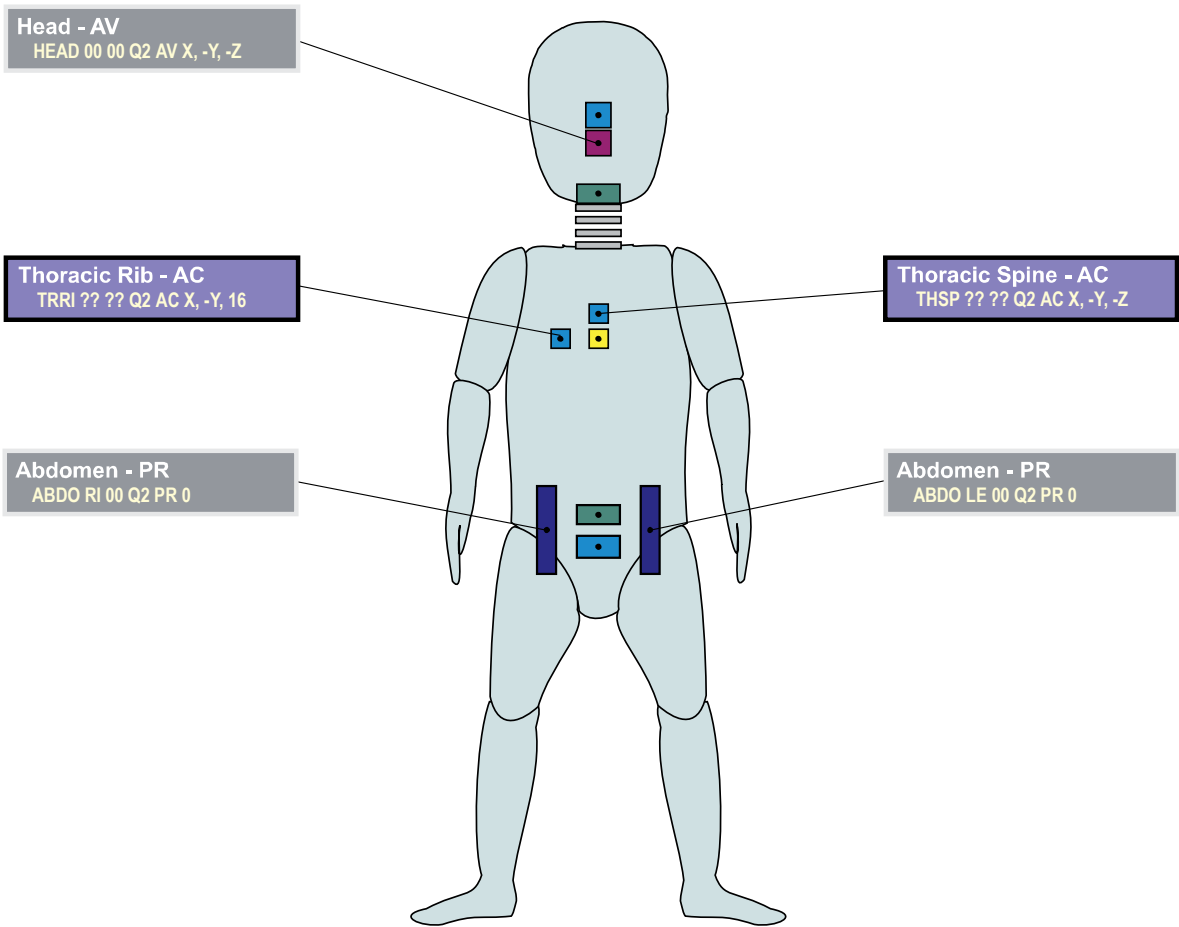 Head - AV
HEAD 00 00 Q2 AV X, -Y, -Z
Thoracic Rib - AC
TRRI ?? ?? Q2 AC X, -Y, 16
Thoracic Spine - AC
THSP ?? ?? Q2 AC X, -Y, -Z
Abdomen - PR
ABDO RI 00 Q2 PR 0
Abdomen - PR
ABDO LE 00 Q2 PR 0